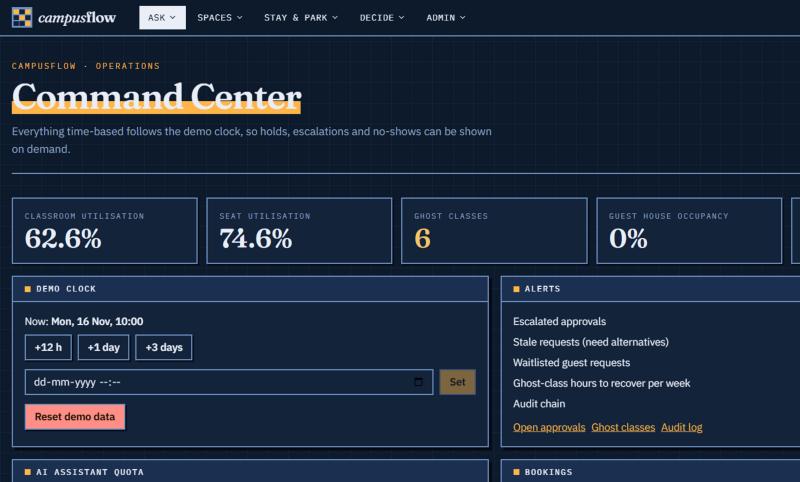 campusflow ASK SPACES STAY & PARK DECIDE ADMIN
CAMPUSFLOW · OPERATIONS
Command Center
Everything time-based follows the demo clock, so holds, escalations and no-shows can be shown
on demand.
CLASSROOM UTILISATION
62.6%
SEAT UTILISATION
74.6%
GHOST CLASSES
6
GUEST HOUSE OCCUPANCY
0%
DEMO CLOCK
Now: Mon, 16 Nov, 10:00
+12 h +1 day +3 days
dd-mm-yyyy --:-- Set
Reset demo data
ALERTS
Escalated approvals
Stale requests (need alternatives)
Waitlisted guest requests
Ghost-class hours to recover per week
Audit chain
Open approvals Ghost classes Audit log
AI ASSISTANT QUOTA
BOOKINGS